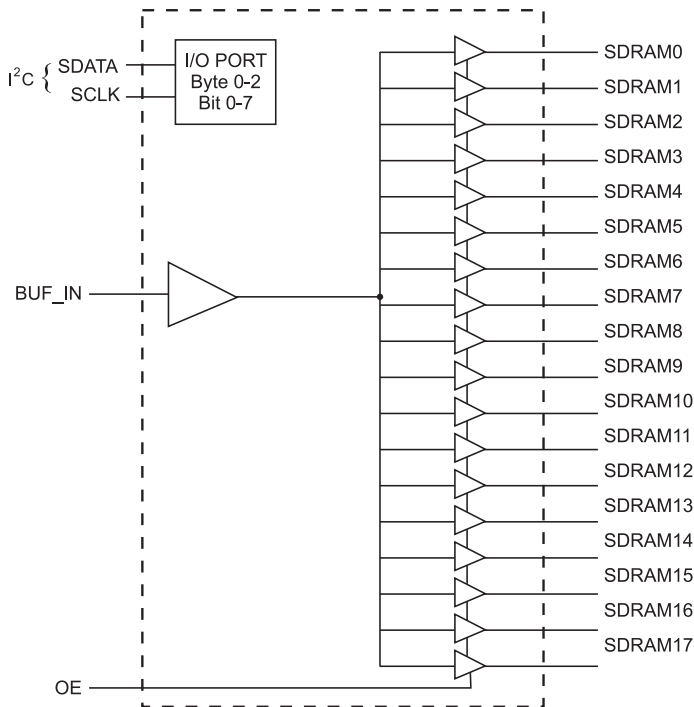 I²C { SDATA
SCLK
I/O PORT
Byte 0-2
Bit 0-7
BUF_IN
OE
SDRAM0
SDRAM1
SDRAM2
SDRAM3
SDRAM4
SDRAM5
SDRAM6
SDRAM7
SDRAM8
SDRAM9
SDRAM10
SDRAM11
SDRAM12
SDRAM13
SDRAM14
SDRAM15
SDRAM16
SDRAM17